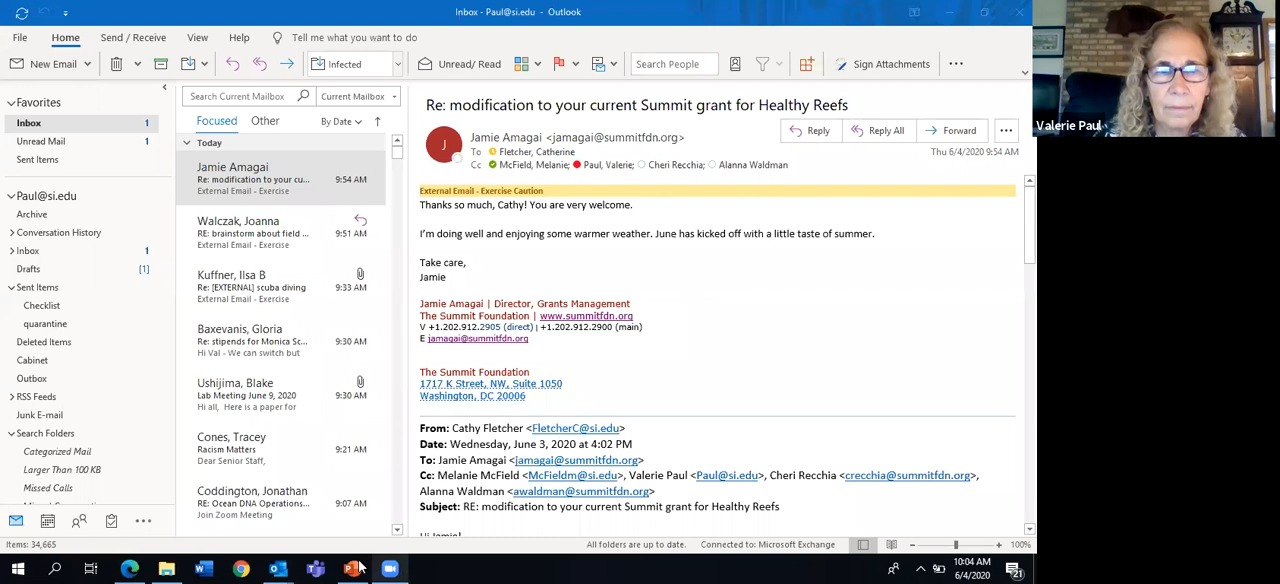 Inbox - Paul@si.edu - Outlook
File Home Send / Receive View Help Tell me what you want to do
New Email Infected Unread/ Read Search People Sign Attachments
Favorites
Inbox 1
Unread Mail 1
Sent Items
Paul@si.edu
Archive
Conversation History
Inbox 1
Drafts [1]
Sent Items
Checklist
quarantine
Deleted Items
Cabinet
Outbox
RSS Feeds
Junk E-mail
Search Folders
Categorized Mail
Larger Than 100 KB
Missed Calls
Search Current Mailbox Current Mailbox
Focused Other By Date
Today
Jamie Amagai
Re: modification to your cu... 9:54 AM
External Email - Exercise
Walczak, Joanna
RE: brainstorm about field ... 9:51 AM
External Email - Exercise
Kuffner, Ilsa B
Re: [EXTERNAL] scuba diving 9:33 AM
External Email - Exercise
Baxevanis, Gloria
Re: stipends for Monica Sc... 9:30 AM
Hi Val - We can switch but
Ushijima, Blake
Lab Meeting June 9, 2020 9:30 AM
Hi all, Here is a paper for
Cones, Tracey
Racism Matters 9:21 AM
Dear Senior Staff,
Coddington, Jonathan
RE: Ocean DNA Operations... 9:07 AM
Join Zoom Meeting
Re: modification to your current Summit grant for Healthy Reefs
J
Jamie Amagai <jamagai@summitfdn.org>
Reply Reply All Forward
To Fletcher, Catherine
Thu 6/4/2020 9:54 AM
Cc McField, Melanie; Paul, Valerie; Cheri Recchia; Alanna Waldman
External Email - Exercise Caution
Thanks so much, Cathy! You are very welcome.
I'm doing well and enjoying some warmer weather. June has kicked off with a little taste of summer.
Take care,
Jamie
Jamie Amagai | Director, Grants Management
The Summit Foundation | www.summitfdn.org
V +1.202.912.2905 (direct) | +1.202.912.2900 (main)
E jamagai@summitfdn.org
The Summit Foundation
1717 K Street, NW, Suite 1050
Washington, DC 20006
From: Cathy Fletcher <FletcherC@si.edu>
Date: Wednesday, June 3, 2020 at 4:02 PM
To: Jamie Amagai <jamagai@summitfdn.org>
Cc: Melanie McField <McFieldm@si.edu>, Valerie Paul <Paul@si.edu>, Cheri Recchia <crecchia@summitfdn.org>,
Alanna Waldman <awaldman@summitfdn.org>
Subject: RE: modification to your current Summit grant for Healthy Reefs
Items: 34,665 All folders are up to date. Connected to: Microsoft Exchange 100%
10:04 AM
6/4/2020
21
Valerie Paul